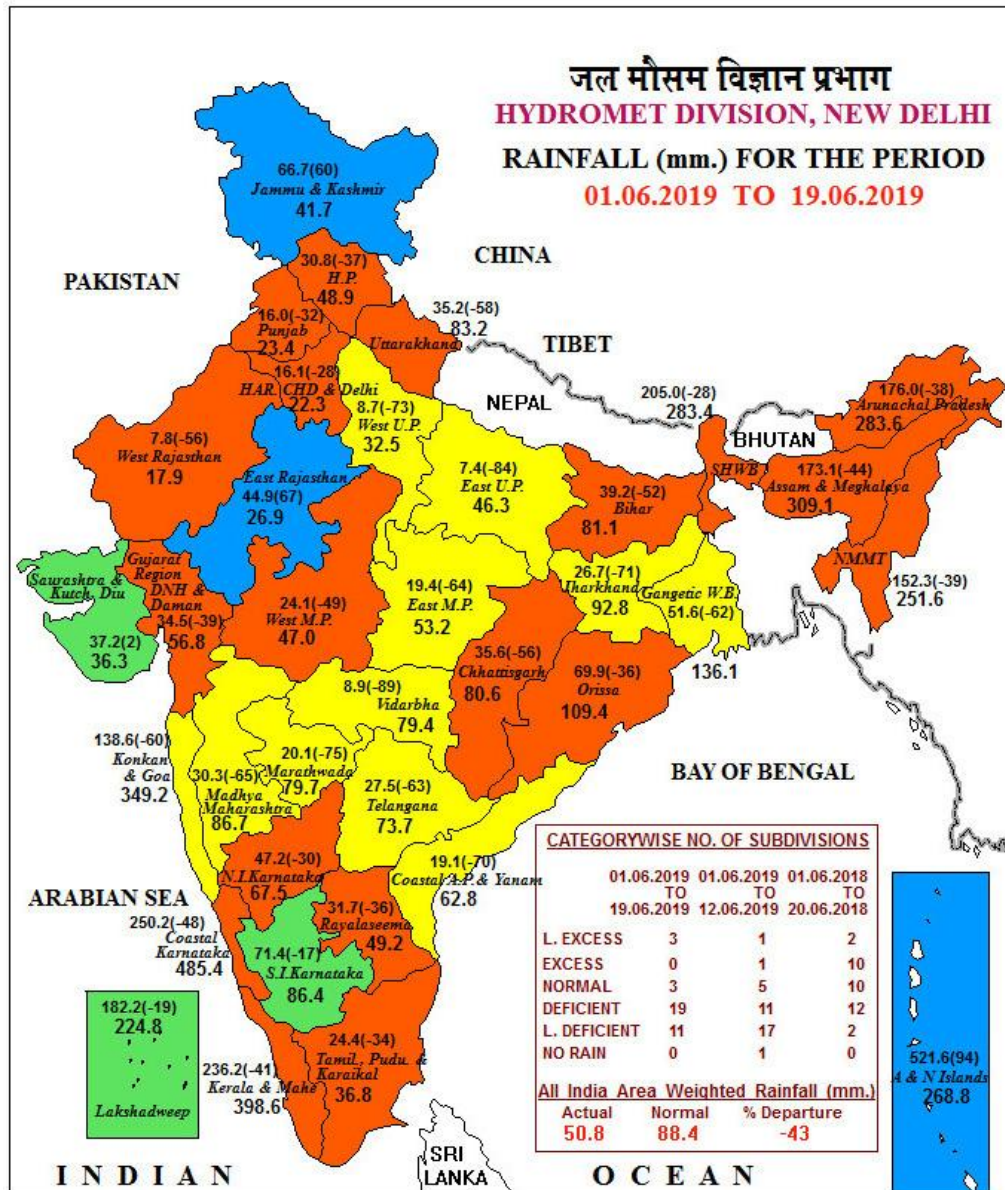 जल मौसम विज्ञान प्रभाग
HYDROMET DIVISION, NEW DELHI
RAINFALL (mm.) FOR THE PERIOD
01.06.2019 TO 19.06.2019
66.7(60)
Jammu & Kashmir
41.7
CHINA
PAKISTAN
30.8(-37)
H.P.
48.9
35.2(-58)
83.2
Uttarakhand
16.0(-32)
Punjab
23.4
TIBET
16.1(-28)
HAR. CHD & Delhi
22.3
NEPAL
205.0(-28)
283.4
176.0(-38)
Arunachal Pradesh
283.6
8.7(-73)
West U.P.
32.5
BHUTAN
7.8(-56)
West Rajasthan
17.9
East Rajasthan
44.9(67)
26.9
7.4(-84)
East U.P.
46.3
SHWB
173.1(-44)
Assam & Meghalaya
309.1
39.2(-52)
Bihar
81.1
NMMT
152.3(-39)
251.6
Gujarat
Region
DNH &
Daman
34.5(-39)
56.8
Saurashtra &
Kutch, Diu
37.2(2)
36.3
24.1(-49)
West M.P.
47.0
19.4(-64)
East M.P.
53.2
26.7(-71)
Jharkhand
92.8
Gangetic W.B.
51.6(-62)
136.1
35.6(-56)
Chhattisgarh
80.6
69.9(-36)
Orissa
109.4
8.9(-89)
Vidarbha
79.4
138.6(-60)
Konkan
& Goa
349.2
30.3(-65)
Madhya
Maharashtra
86.7
20.1(-75)
Marathwada
79.7
27.5(-63)
Telangana
73.7
BAY OF BENGAL
47.2(-30)
N.I.Karnataka
67.5
19.1(-70)
Coastal A.P.& Yanam
62.8
ARABIAN SEA
250.2(-48)
Coastal
Karnataka
485.4
31.7(-36)
Rayalaseema
49.2
71.4(-17)
S.I.Karnataka
86.4
182.2(-19)
224.8
Lakshadweep
236.2(-41)
Kerala & Mahe
398.6
24.4(-34)
Tamil., Pudu. &
Karaikal
36.8
CATEGORYWISE NO. OF SUBDIVISIONS
01.06.2019 01.06.2019 01.06.2018
TO TO TO
19.06.2019 12.06.2019 20.06.2018
L. EXCESS 3 1 2
EXCESS 0 1 10
NORMAL 3 5 10
DEFICIENT 19 11 12
L. DEFICIENT 11 17 2
NO RAIN 0 1 0
All India Area Weighted Rainfall (mm.)
Actual Normal % Departure
50.8 88.4 -43
521.6(94)
A & N Islands
268.8
SRI
LANKA
INDIAN OCEAN